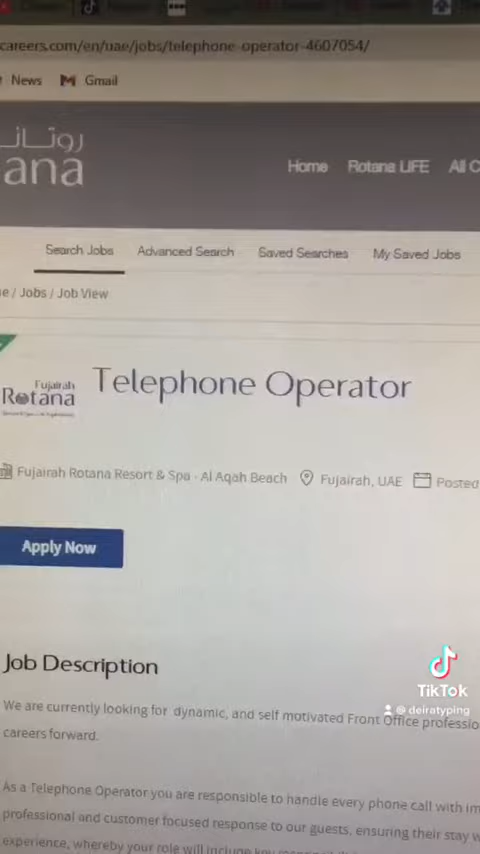 careers.com/en/uae/jobs/telephone-operator-4607054/
News Gmail
روتانا
ana
Home Rotana LIFE All C
Search Jobs Advanced Search Saved Searches My Saved Jobs
e / Jobs / Job View
Fujairah
Rotana
Telephone Operator
Fujairah Rotana Resort & Spa - Al Aqah Beach Fujairah, UAE Posted
Apply Now
Job Description
TikTok
@deiratyping
We are currently looking for dynamic, and self motivated Front Office professio
careers forward.
As a Telephone Operator you are responsible to handle every phone call with im
professional and customer focused response to our guests, ensuring their stay w
experience, whereby your role will include key